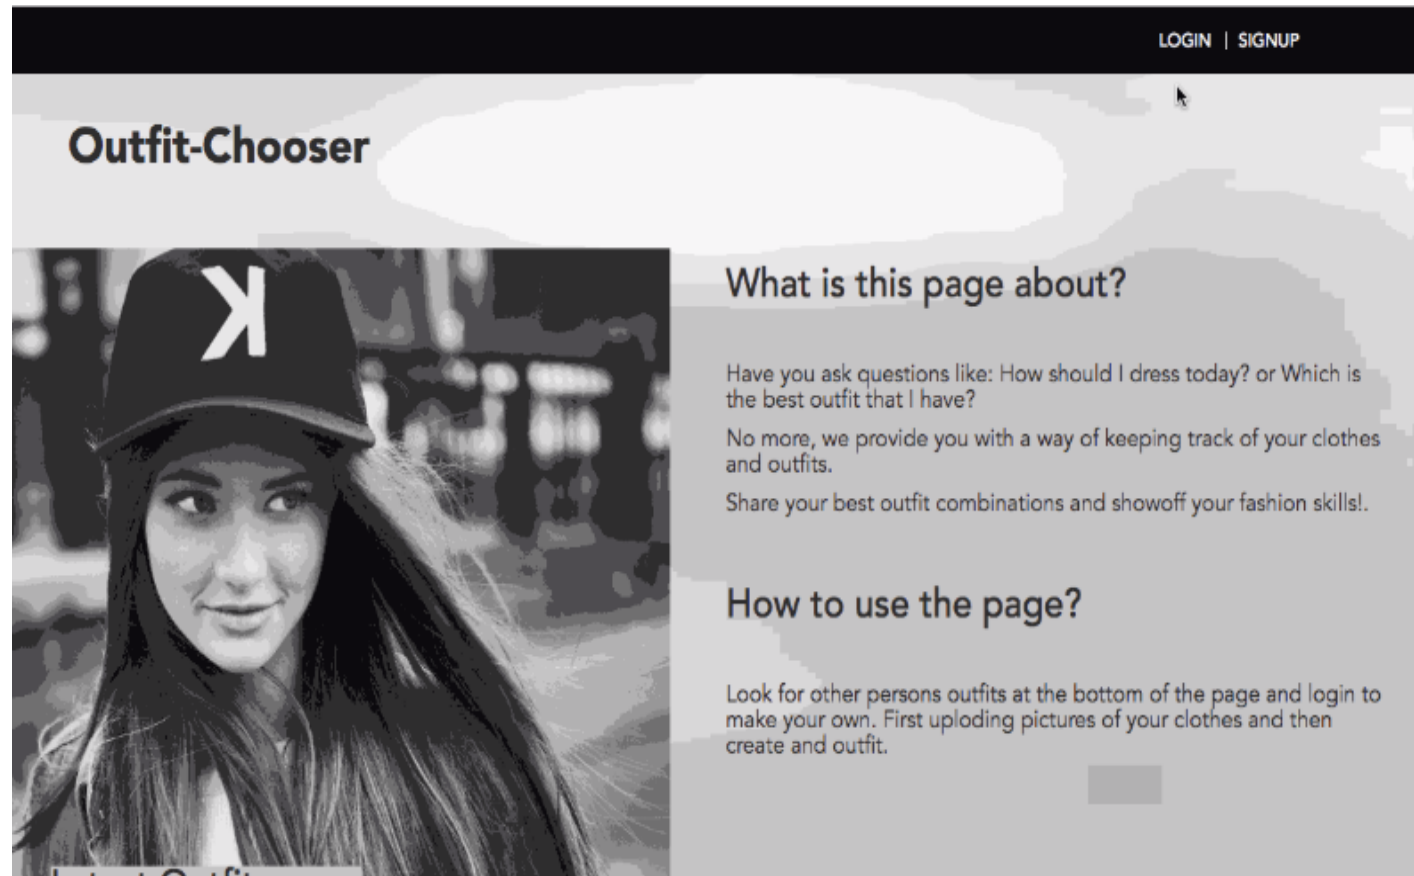 LOGIN | SIGNUP
Outfit-Chooser
K
What is this page about?
Have you ask questions like: How should I dress today? or Which is
the best outfit that I have?
No more, we provide you with a way of keeping track of your clothes
and outfits.
Share your best outfit combinations and showoff your fashion skills!.
How to use the page?
Look for other persons outfits at the bottom of the page and login to
make your own. First uploding pictures of your clothes and then
create and outfit.